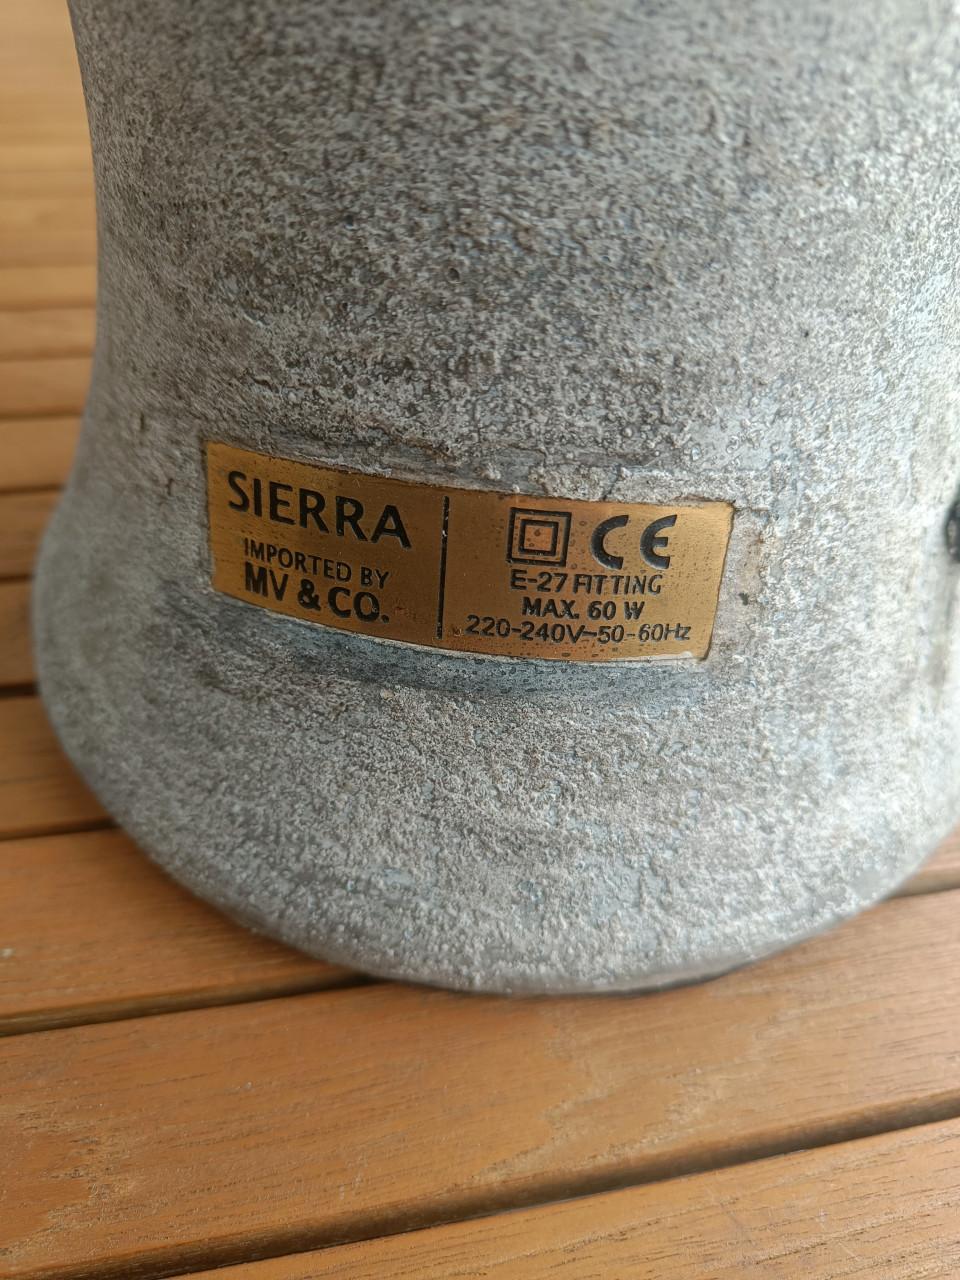 SIERRA
IMPORTED BY
MV & CO.
CE
E-27 FITTING
MAX. 60 W
220-240V~50-60Hz